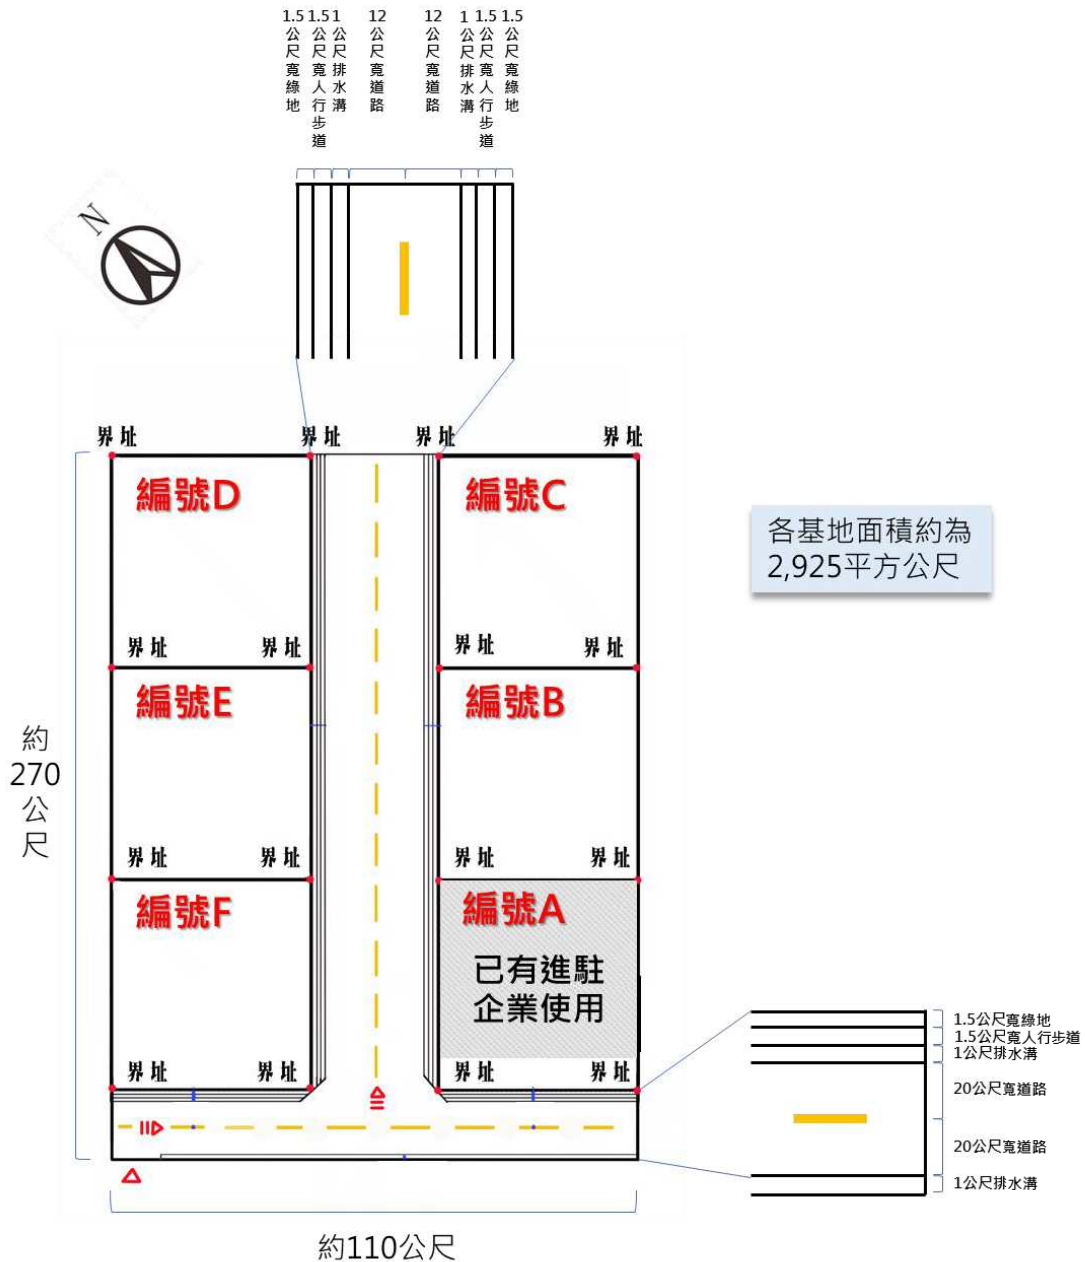 1.5公尺寬綠地
1.5公尺寬人行步道
1公尺排水溝
12公尺寬道路
12公尺寬道路
1公尺排水溝
1.5公尺寬人行步道
1.5公尺寬綠地
N
界址
界址
界址
界址
編號D
編號C
各基地面積約為
2,925平方公尺
界址
界址
界址
界址
編號E
編號B
約
270
公
尺
界址
界址
界址
界址
編號F
編號A
已有進駐
企業使用
界址
界址
界址
界址
1.5公尺寬綠地
1.5公尺寬人行步道
1公尺排水溝
20公尺寬道路
20公尺寬道路
1公尺排水溝
約110公尺